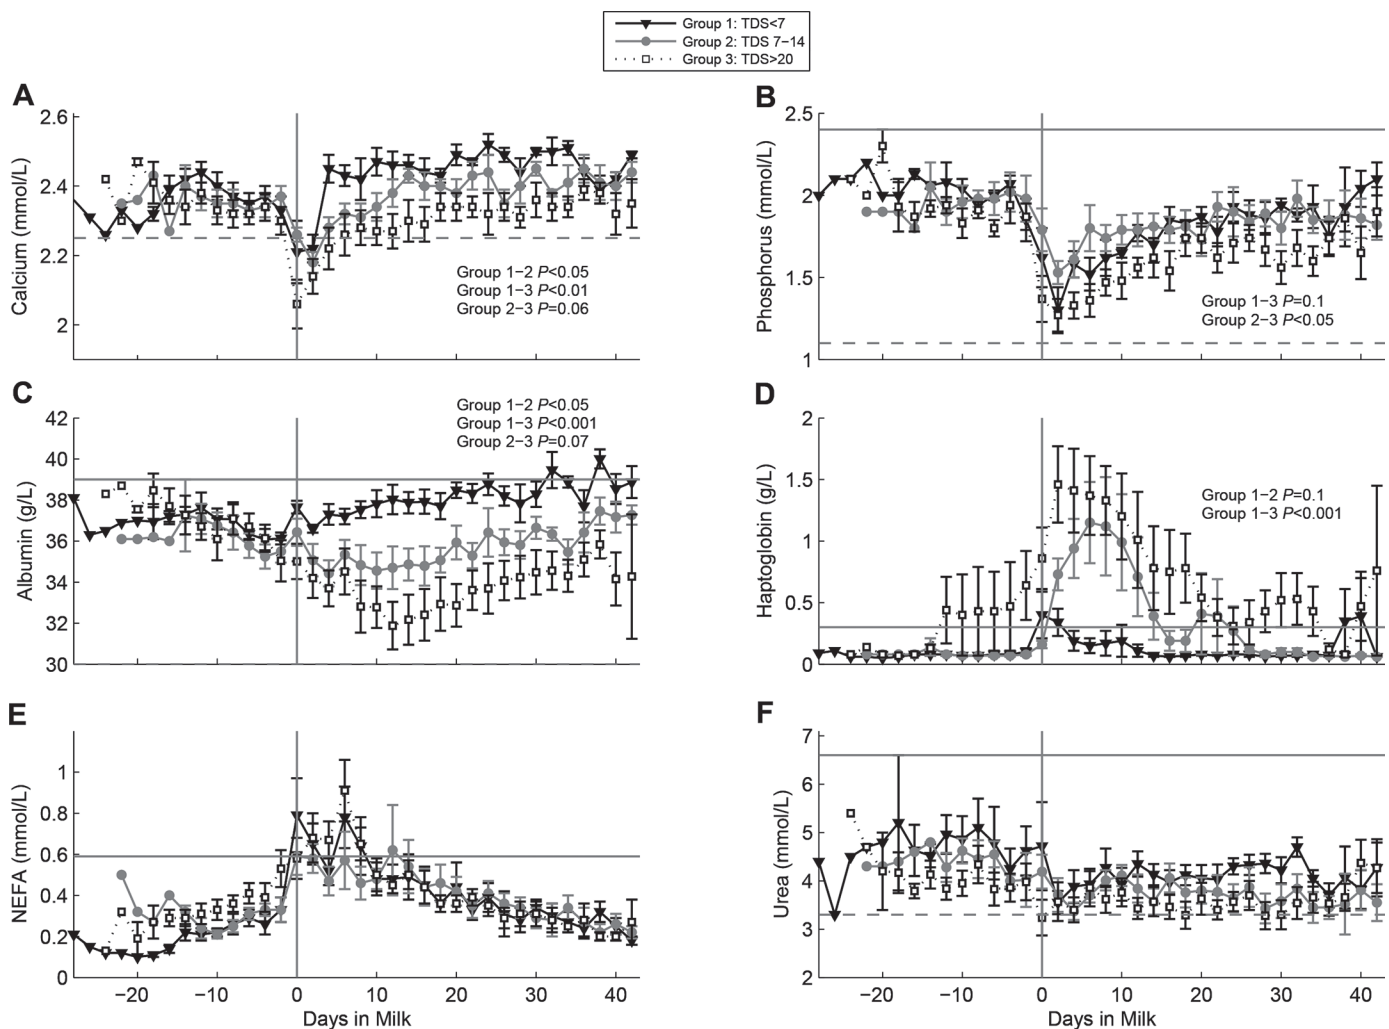 Group 1: TDS<7
Group 2: TDS 7−14
Group 3: TDS>20
A
Calcium (mmol/L)
2.6
2.4
2.2
2
Group 1−2 P<0.05
Group 1−3 P<0.01
Group 2−3 P=0.06
B
Phosphorus (mmol/L)
2.5
2
1.5
1
Group 1−3 P=0.1
Group 2−3 P<0.05
C
Albumin (g/L)
42
40
38
36
34
32
30
Group 1−2 P<0.05
Group 1−3 P<0.001
Group 2−3 P=0.07
D
Haptoglobin (g/L)
2
1.5
1
0.5
0
Group 1−2 P=0.1
Group 1−3 P<0.001
E
NEFA (mmol/L)
1
0.8
0.6
0.4
0.2
0
−20 −10 0 10 20 30 40
Days in Milk
F
Urea (mmol/L)
7
6
5
4
3
2
−20 −10 0 10 20 30 40
Days in Milk